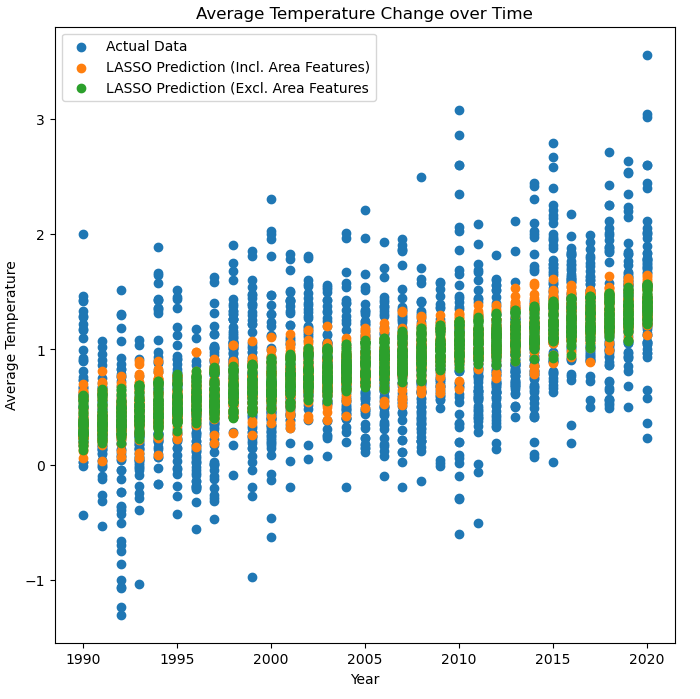 Average Temperature Change over Time
Actual Data
LASSO Prediction (Incl. Area Features)
LASSO Prediction (Excl. Area Features
Average Temperature
3
2
1
0
−1
1990 1995 2000 2005 2010 2015 2020
Year